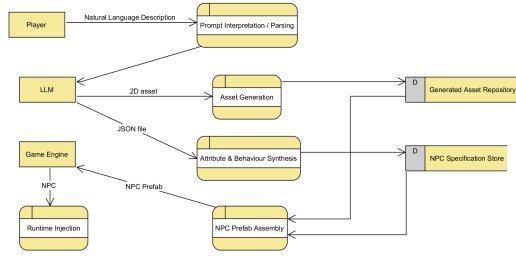 Player
Natural Language Description
Prompt Interpretation / Parsing
LLM
2D asset
Asset Generation
D
Generated Asset Repository
JSON file
Game Engine
Attribute & Behaviour Synthesis
D
NPC Specification Store
NPC
NPC Prefab
Runtime Injection
NPC Prefab Assembly